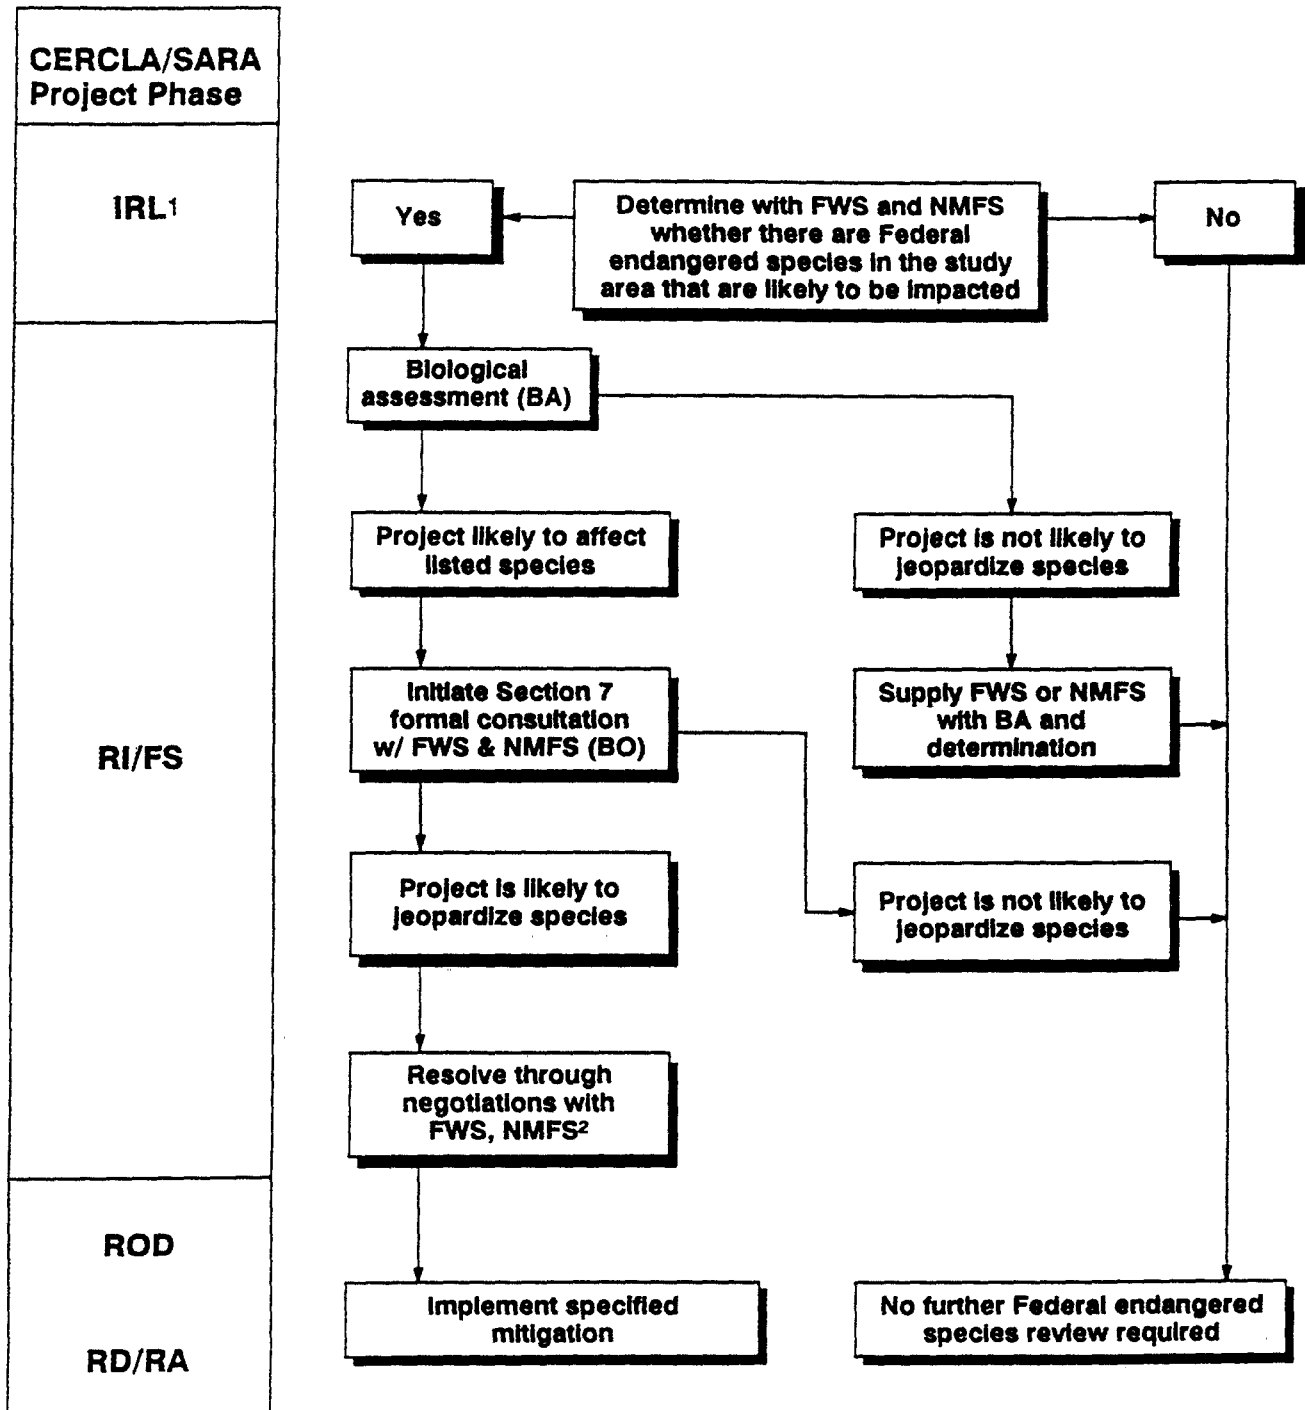 CERCLA/SARA
Project Phase
IRL1
Yes
Determine with FWS and NMFS
whether there are Federal
endangered species in the study
area that are likely to be impacted
No
Biological
assessment (BA)
Project likely to affect
listed species
Project is not likely to
jeopardize species
RI/FS
Initiate Section 7
formal consultation
w/ FWS & NMFS (BO)
Supply FWS or NMFS
with BA and
determination
Project is likely to
jeopardize species
Project is not likely to
jeopardize species
Resolve through
negotiations with
FWS, NMFS²
ROD
RD/RA
Implement specified
mitigation
No further Federal endangered
species review required